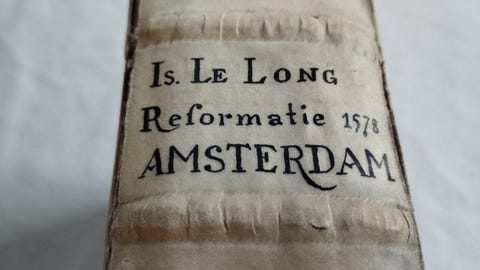 Is. Le Long
Reformatie 1578
AMSTERDAM